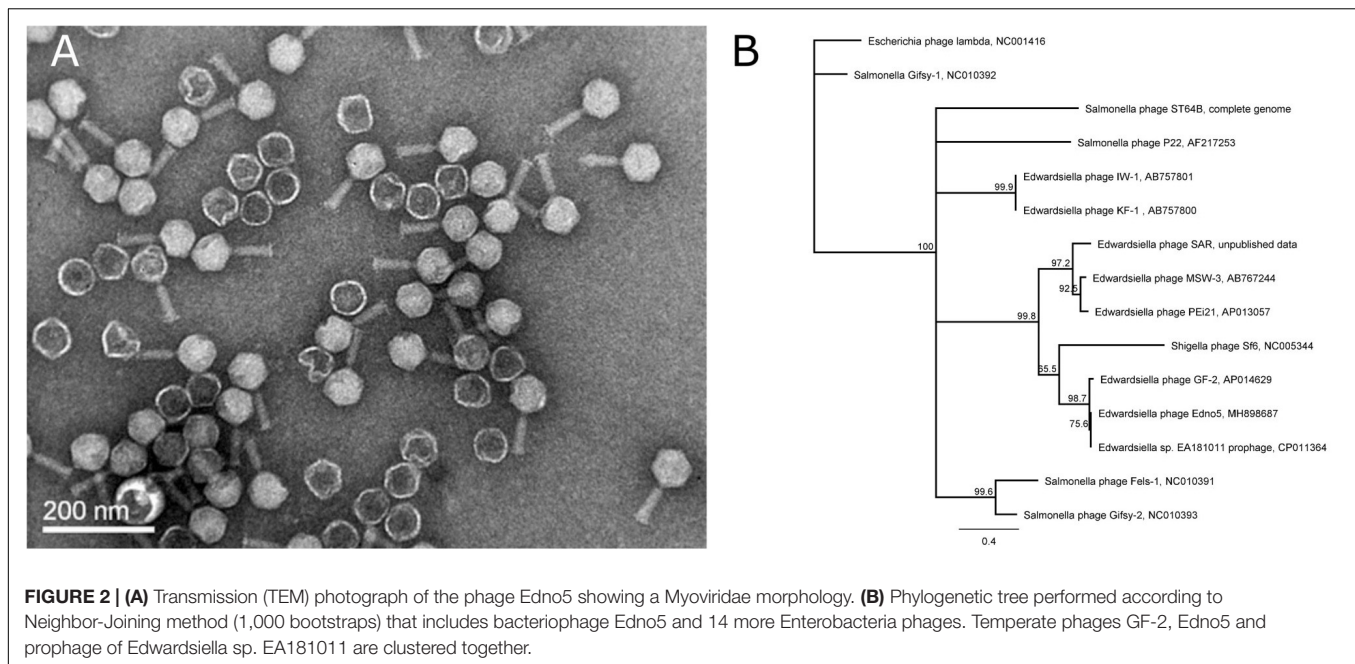 A
200 nm
B
Escherichia phage lambda, NC001416
Salmonella Gifsy-1, NC010392
Salmonella phage ST64B, complete genome
Salmonella phage P22, AF217253
Edwardsiella phage IW-1, AB757801
99.9
Edwardsiella phage KF-1 , AB757800
Edwardsiella phage SAR, unpublished data
97.2
Edwardsiella phage MSW-3, AB767244
92.5
Edwardsiella phage PEi21, AP013057
100
99.8
Shigella phage Sf6, NC005344
65.5
Edwardsiella phage GF-2, AP014629
98.7
Edwardsiella phage Edno5, MH898687
75.6
Edwardsiella sp. EA181011 prophage, CP011364
Salmonella phage Fels-1, NC010391
99.6
Salmonella phage Gifsy-2, NC010393
0.4
FIGURE 2 | (A) Transmission (TEM) photograph of the phage Edno5 showing a Myoviridae morphology. (B) Phylogenetic tree performed according to
Neighbor-Joining method (1,000 bootstraps) that includes bacteriophage Edno5 and 14 more Enterobacteria phages. Temperate phages GF-2, Edno5 and
prophage of Edwardsiella sp. EA181011 are clustered together.